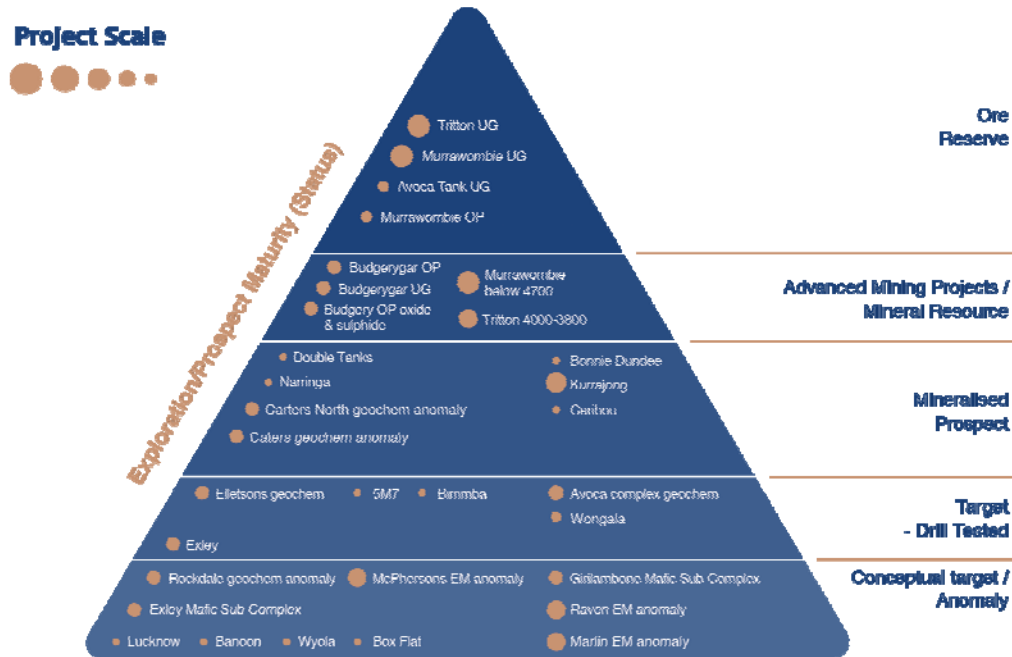 Project Scale
Exploration/Prospect Maturity (Status)
Tritton UG
Murrawombie UG
Avoca Tank UG
Murrawombie OP
Ore
Reserve
Budgerygar OP
Budgerygar UG
Budgery OP oxide
& sulphide
Murrawombie
below 4700
Tritton 4000-3800
Advanced Mining Projects /
Mineral Resource
Double Tanks
Narringa
Carters North geochem anomaly
Caters geochem anomaly
Bonnie Dundee
Kurrajong
Caribou
Mineralised
Prospect
Elletsons geochem
5M7
Bimmba
Avoca complex geochem
Wongala
Exley
Target
- Drill Tested
Rockdale geochem anomaly
McPhersons EM anomaly
Girilambone Mafic Sub Complex
Exley Mafic Sub Complex
Raven EM anomaly
Lucknow
Banoon
Wyola
Box Flat
Marlin EM anomaly
Conceptual target /
Anomaly